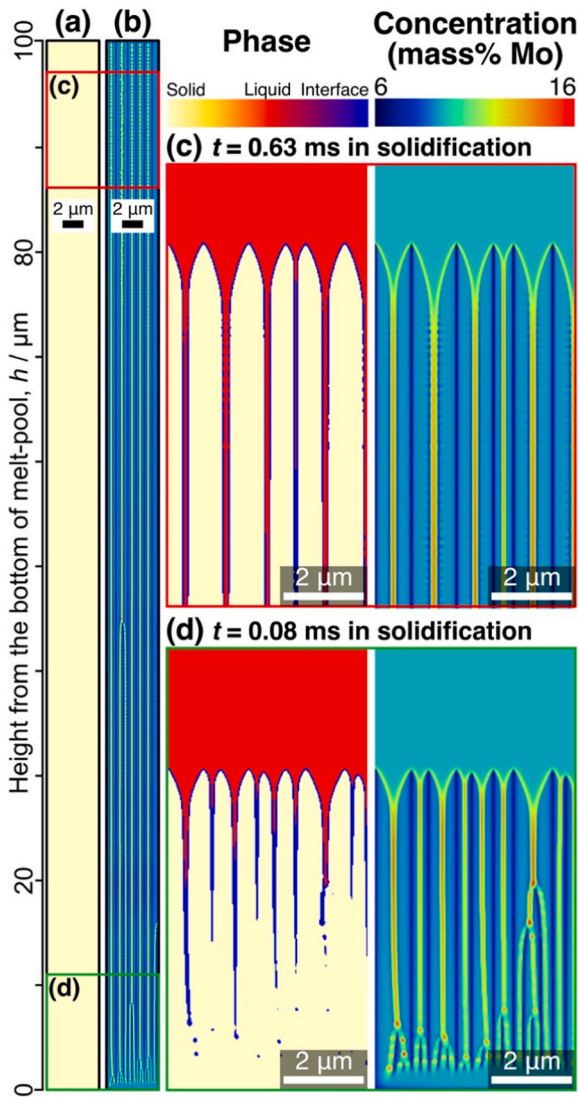 (a) (b)
Phase
Concentration
(mass% Mo)
Solid Liquid Interface
6 16
(c) t = 0.63 ms in solidification
(c)
2 μm 2 μm
2 μm 2 μm
(d) t = 0.08 ms in solidification
(d)
2 μm 2 μm
Height from the bottom of melt-pool, h / μm
100
80
20
0